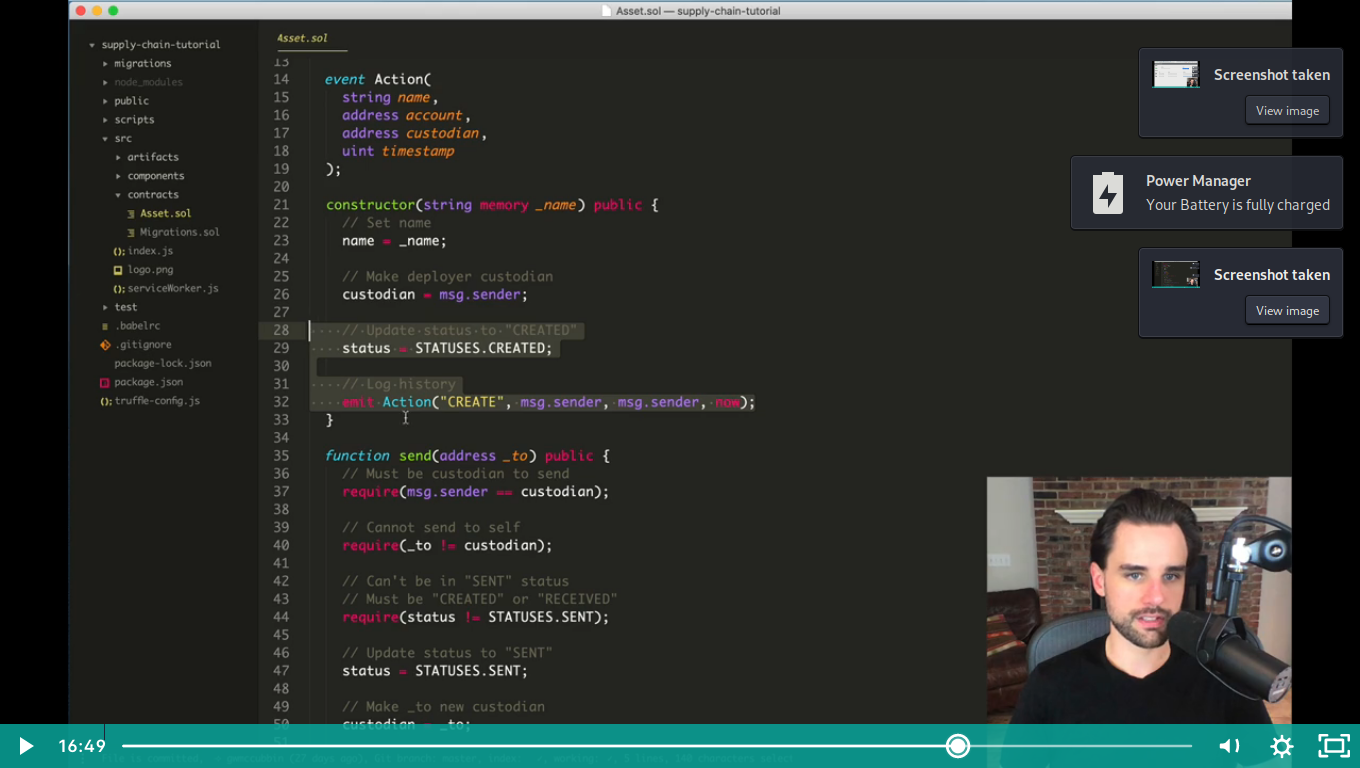 Asset.sol — supply-chain-tutorial
supply-chain-tutorial
migrations
node_modules
public
scripts
src
artifacts
components
contracts
Asset.sol
Migrations.sol
index.js
logo.png
serviceWorker.js
test
.babelrc
.gitignore
package-lock.json
package.json
truffle-config.js
Asset.sol
13
14 event Action(
15 string name,
16 address account,
17 address custodian,
18 uint timestamp
19 );
20
21 constructor(string memory _name) public {
22 // Set name
23 name = _name;
24
25 // Make deployer custodian
26 custodian = msg.sender;
27
28 // Update status to "CREATED"
29 status = STATUSES.CREATED;
30
31 // Log history
32 emit Action("CREATE", msg.sender, msg.sender, now);
33 }
34
35 function send(address _to) public {
36 // Must be custodian to send
37 require(msg.sender == custodian);
38
39 // Cannot send to self
40 require(_to != custodian);
41
42 // Can't be in "SENT" status
43 // Must be "CREATED" or "RECEIVED"
44 require(status != STATUSES.SENT);
45
46 // Update status to "SENT"
47 status = STATUSES.SENT;
48
49 // Make _to new custodian
50 custodian = _to;
Screenshot taken
View image
Power Manager
Your Battery is fully charged
Screenshot taken
View image
16:49